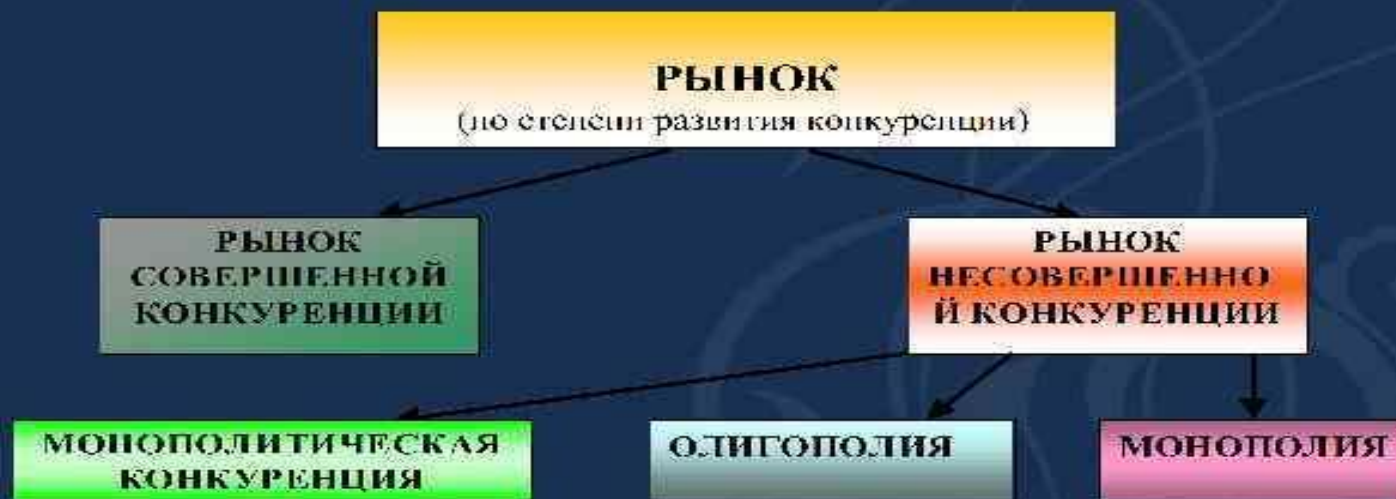 РЫНОК
(по степени развития конкуренции)
РЫНОК
СОВЕРШЕННОЙ
КОНКУРЕНЦИИ
РЫНОК
НЕСОВЕРШЕННО
Й КОНКУРЕНЦИИ
МОНОПОЛИТИЧЕСКАЯ
КОНКУРЕНЦИЯ
ОЛИГОПОЛИЯ
МОНОПОЛИЯ